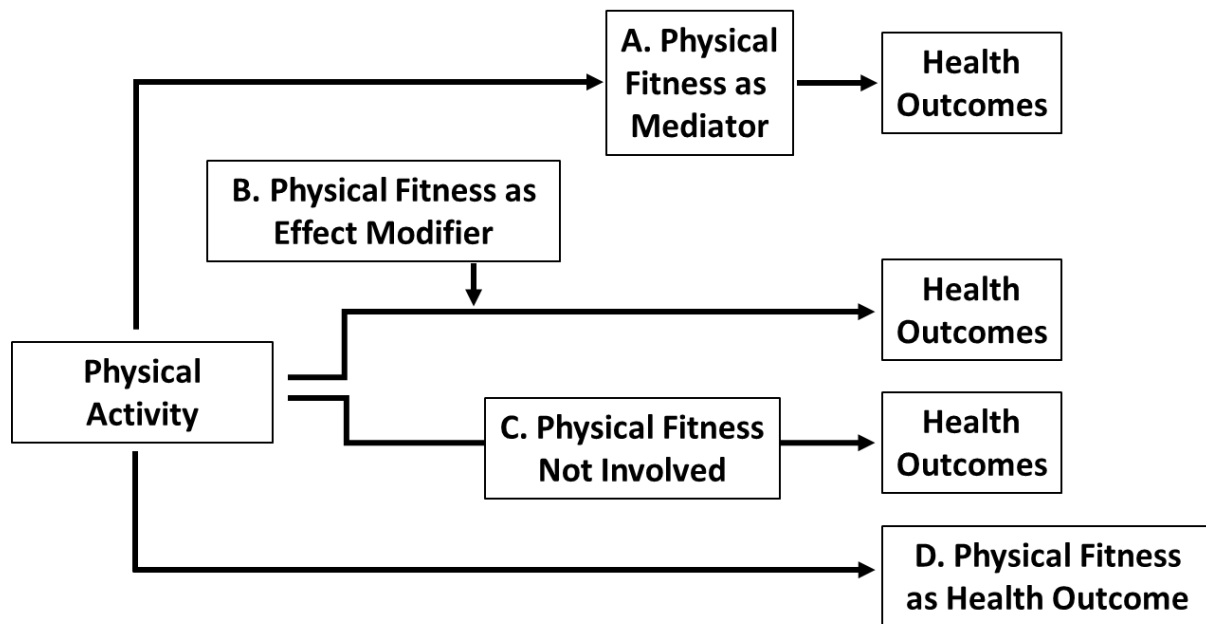 A. Physical
Fitness as
Mediator
Health
Outcomes
B. Physical Fitness as
Effect Modifier
Health
Outcomes
Physical
Activity
C. Physical Fitness
Not Involved
Health
Outcomes
D. Physical Fitness
as Health Outcome